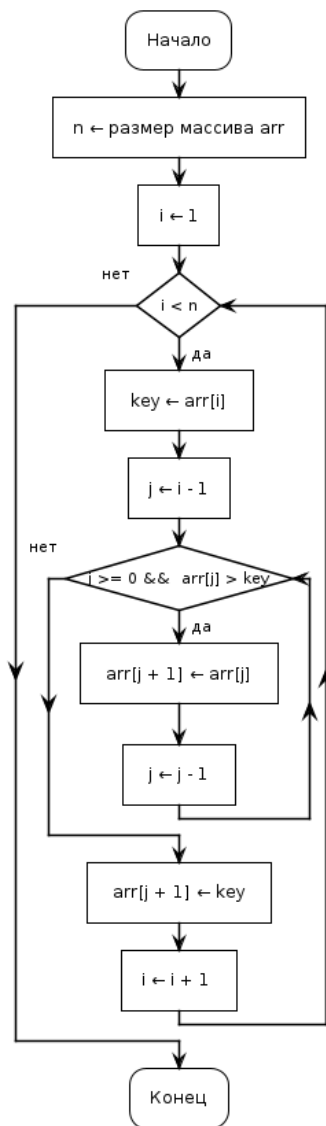 Начало
n ← размер массива arr
i ← 1
нет
i < n
да
key ← arr[i]
j ← i - 1
нет
j >= 0 && arr[j] > key
да
arr[j + 1] ← arr[j]
j ← j - 1
arr[j + 1] ← key
i ← i + 1
Конец